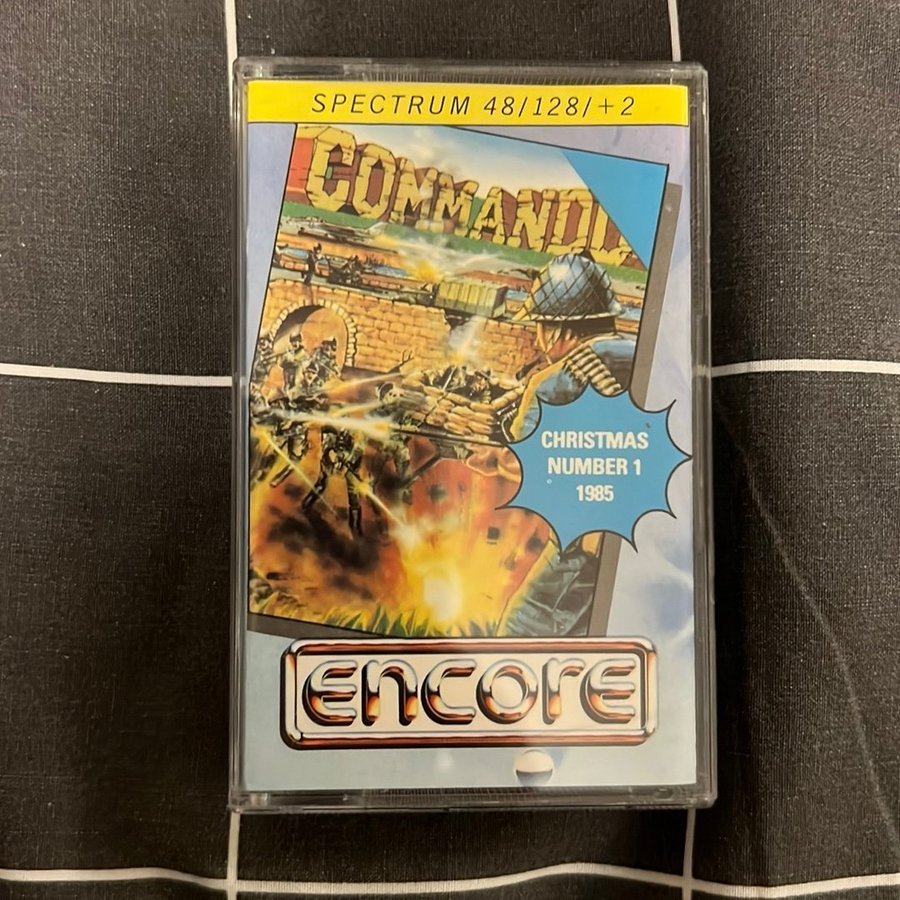 SPECTRUM 48/128/+2
COMMANDO
CHRISTMAS
NUMBER 1
1985
encore